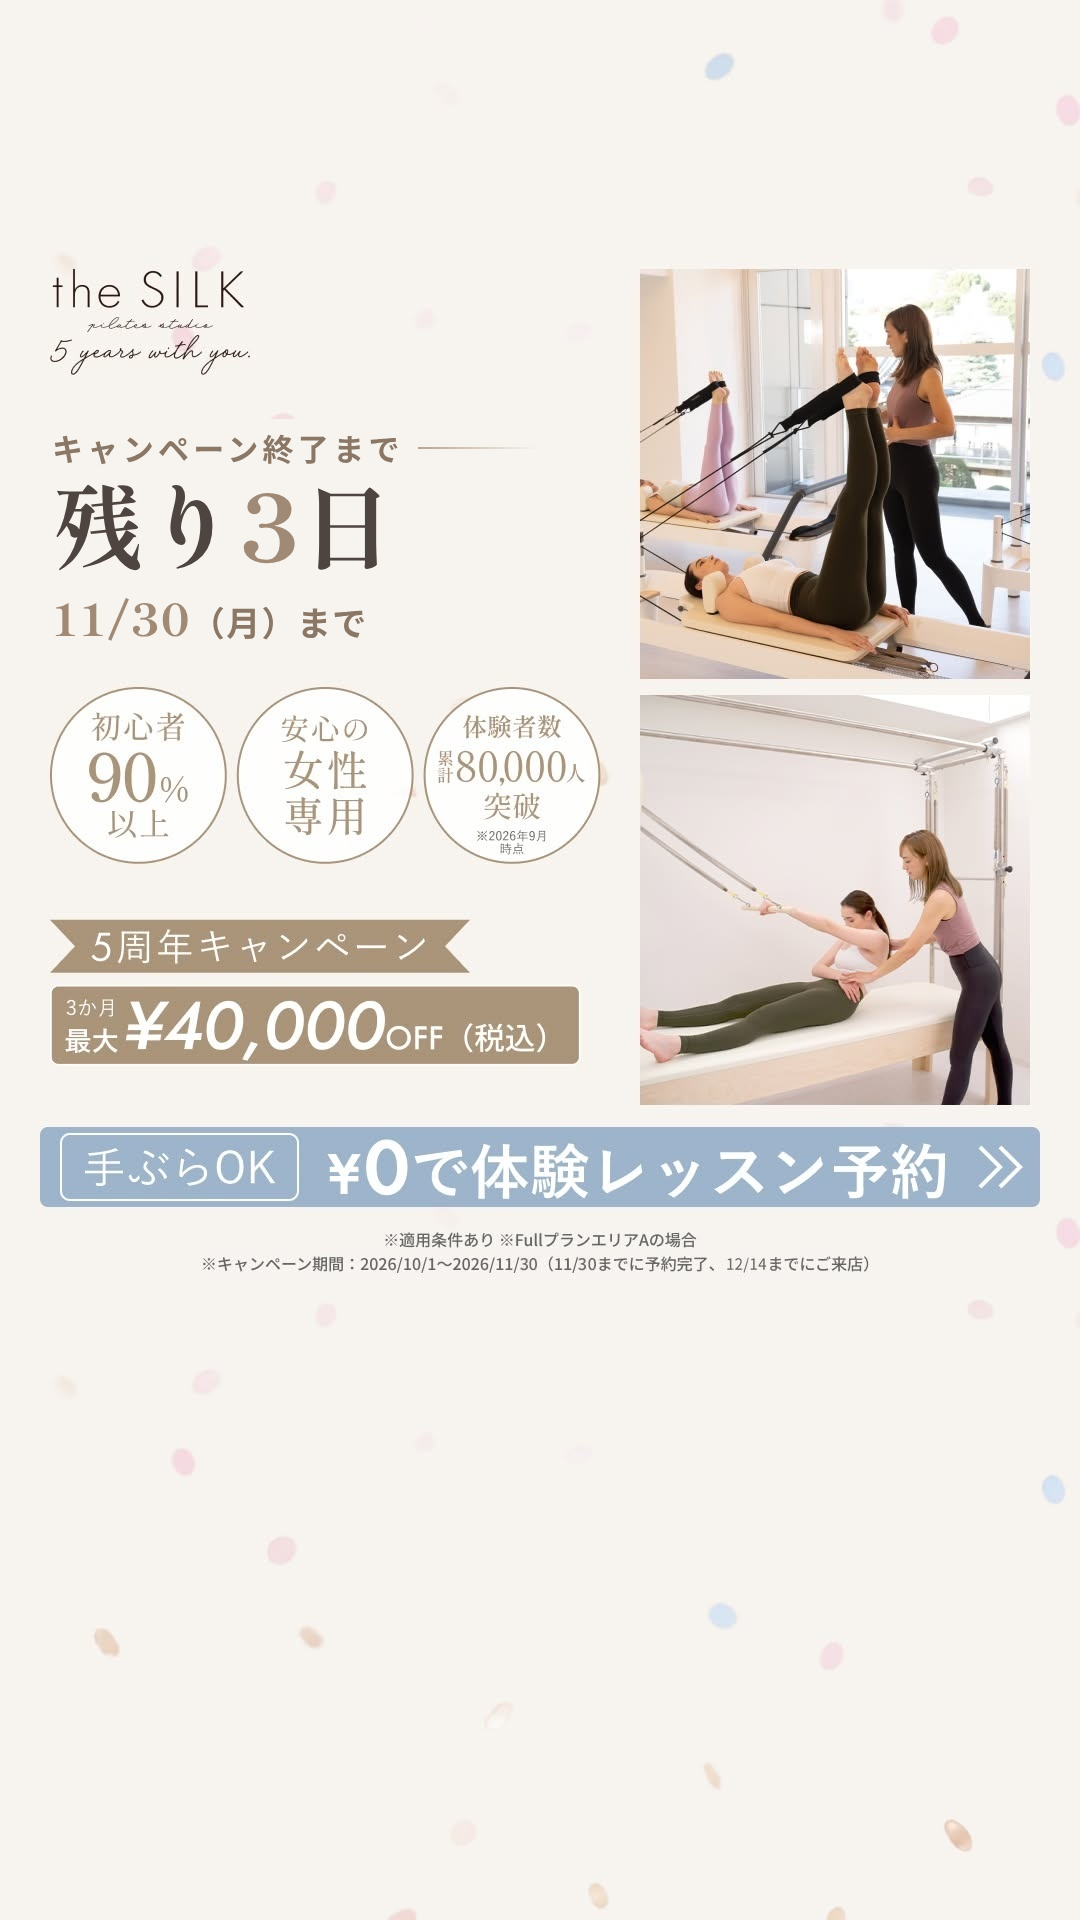 the SILK
pilates studio
5 years with you.
キャンペーン終了まで
残り3日
11/30（月）まで
初心者
90%
以上
安心の
女性
専用
体験者数
累計80,000人
突破
※2026年9月
時点
5周年キャンペーン
3か月
最大¥40,000OFF（税込）
手ぶらOK ¥0で体験レッスン予約
※適用条件あり ※FullプランエリアAの場合
※キャンペーン期間：2026/10/1〜2026/11/30（11/30までに予約完了、12/14までにご来店）